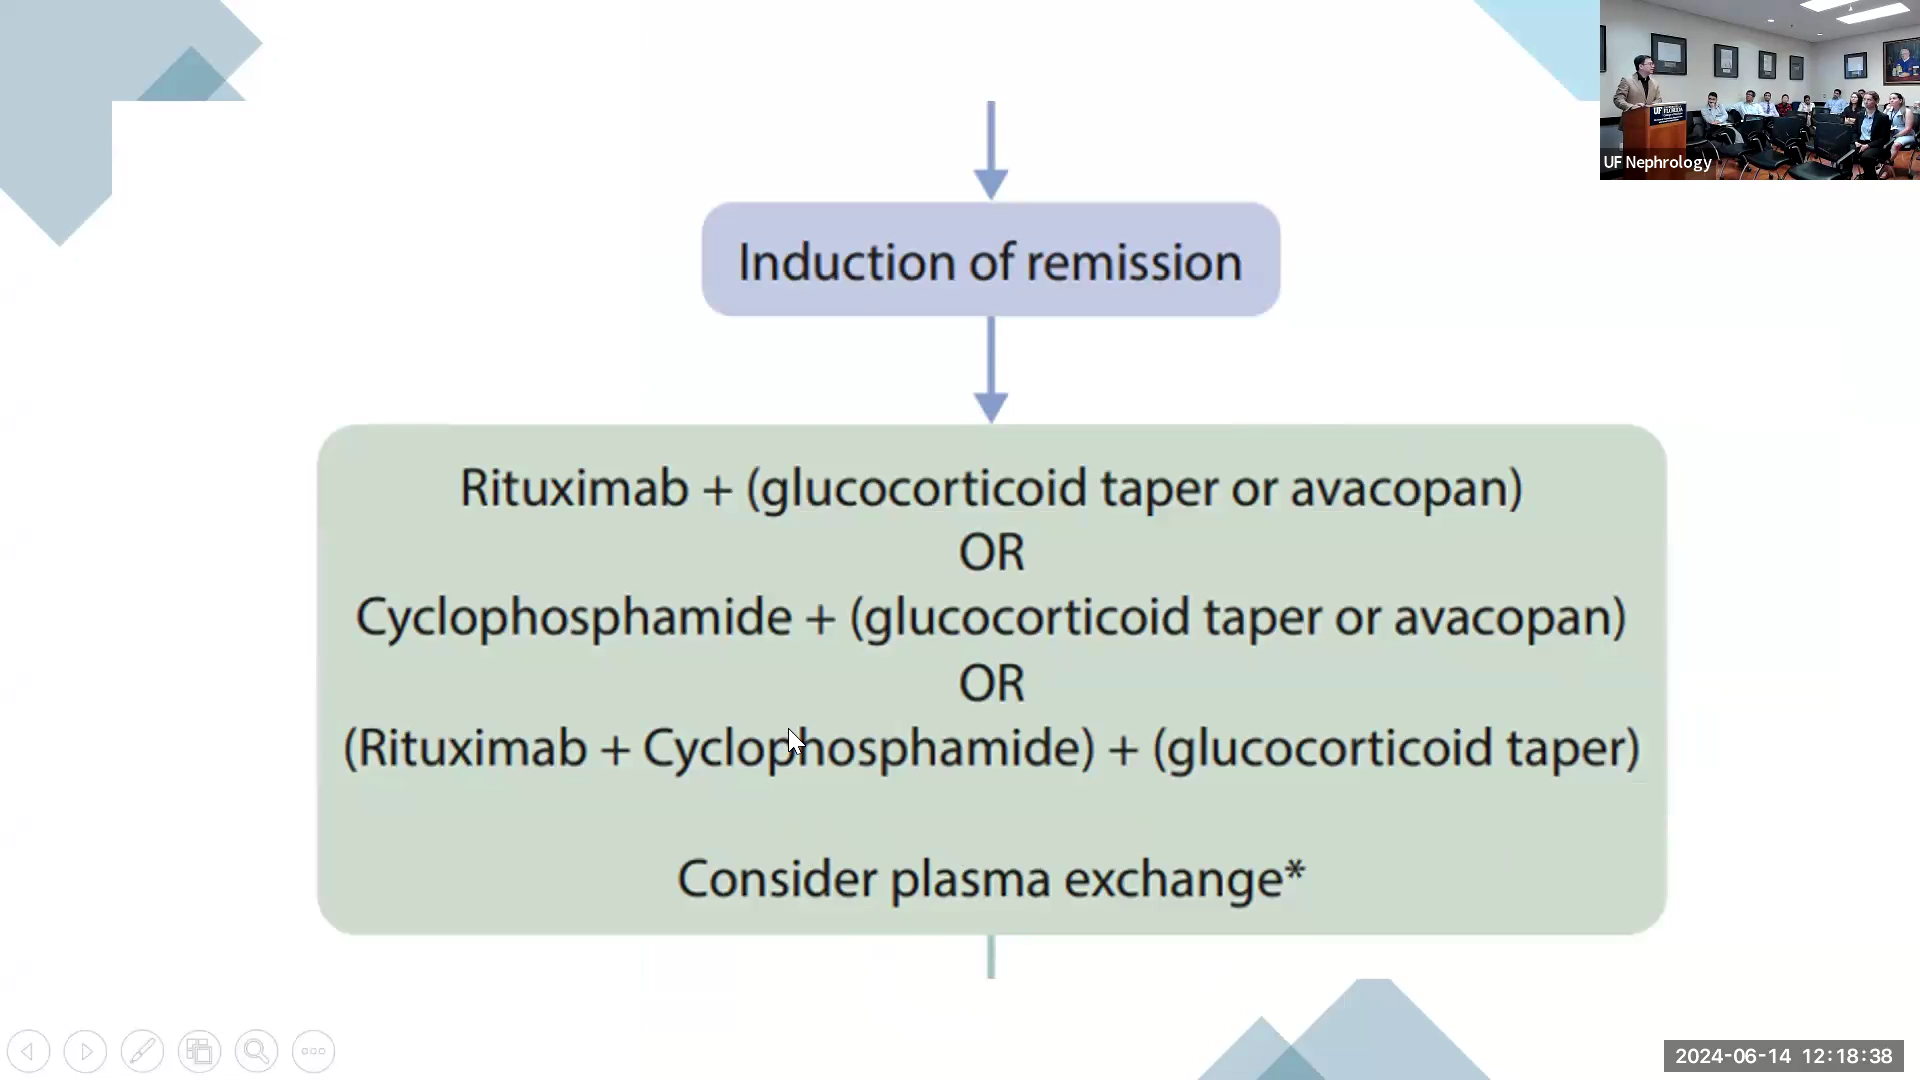 Induction of remission
Rituximab + (glucocorticoid taper or avacopan)
OR
Cyclophosphamide + (glucocorticoid taper or avacopan)
OR
(Rituximab + Cyclophosphamide) + (glucocorticoid taper)
Consider plasma exchange*
UF Nephrology
2024-06-14 12:18:38